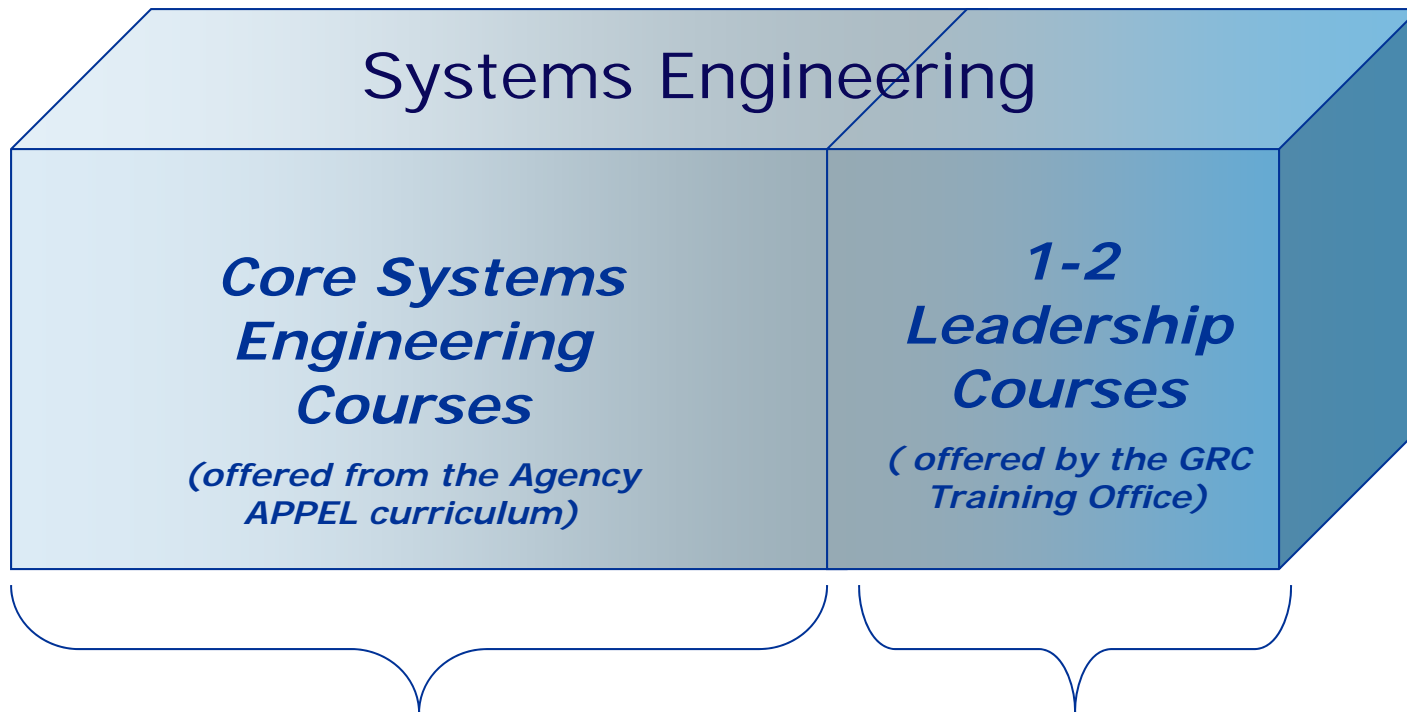 Systems Engineering
Core Systems
Engineering
Courses
(offered from the Agency
APPEL curriculum)
1-2
Leadership
Courses
( offered by the GRC
Training Office)